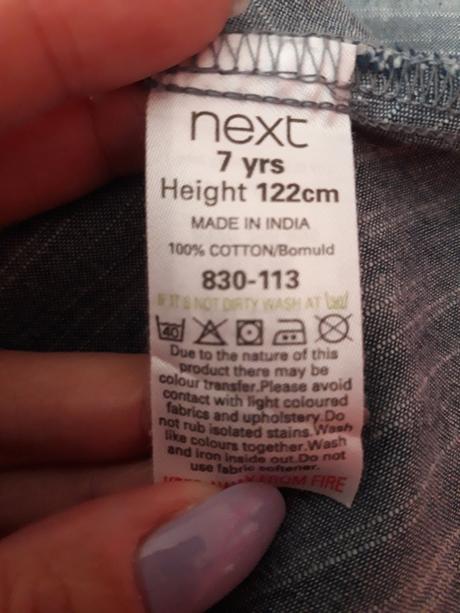 next
7 yrs
Height 122cm
MADE IN INDIA
100% COTTON/Bomuld
830-113
IF IT IS NOT DIRTY WASH AT
40
Due to the nature of this
product there may be
colour transfer.Please avoid
contact with light coloured
fabrics and upholstery.Do
not rub isolated stains.Wash
like colours together.Wash
and iron inside out.Do not
use fabric softener.
FROM FIRE